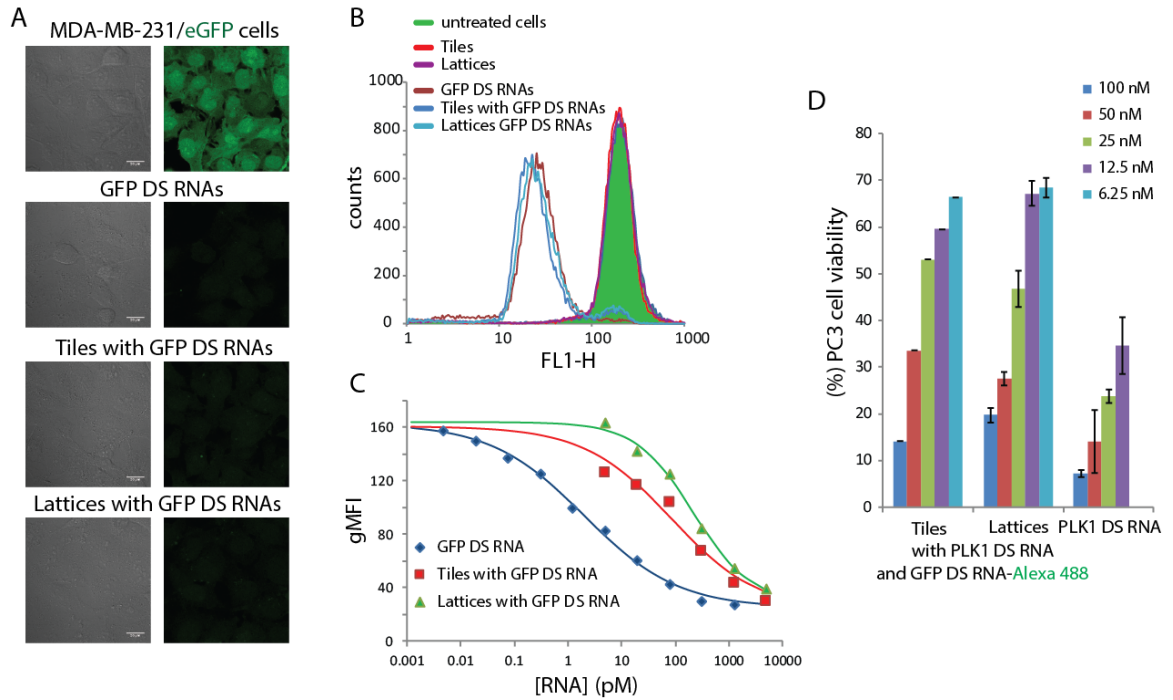 A
MDA-MB-231/eGFP cells
GFP DS RNAs
Tiles with GFP DS RNAs
Lattices with GFP DS RNAs
B
untreated cells
Tiles
Lattices
GFP DS RNAs
Tiles with GFP DS RNAs
Lattices GFP DS RNAs
1000
800
600
400
200
0
counts
1
10
100
1000
FL1-H
C
160
120
80
40
0
gMFI
GFP DS RNA
Tiles with GFP DS RNA
Lattices with GFP DS RNA
0.001
0.01
0.1
1
10
100
1000
10000
[RNA] (pM)
D
100 nM
50 nM
25 nM
12.5 nM
6.25 nM
80
70
60
50
40
30
20
10
0
(%) PC3 cell viability
Tiles
Lattices
PLK1 DS RNA
with PLK1 DS RNA
and GFP DS RNA-Alexa 488